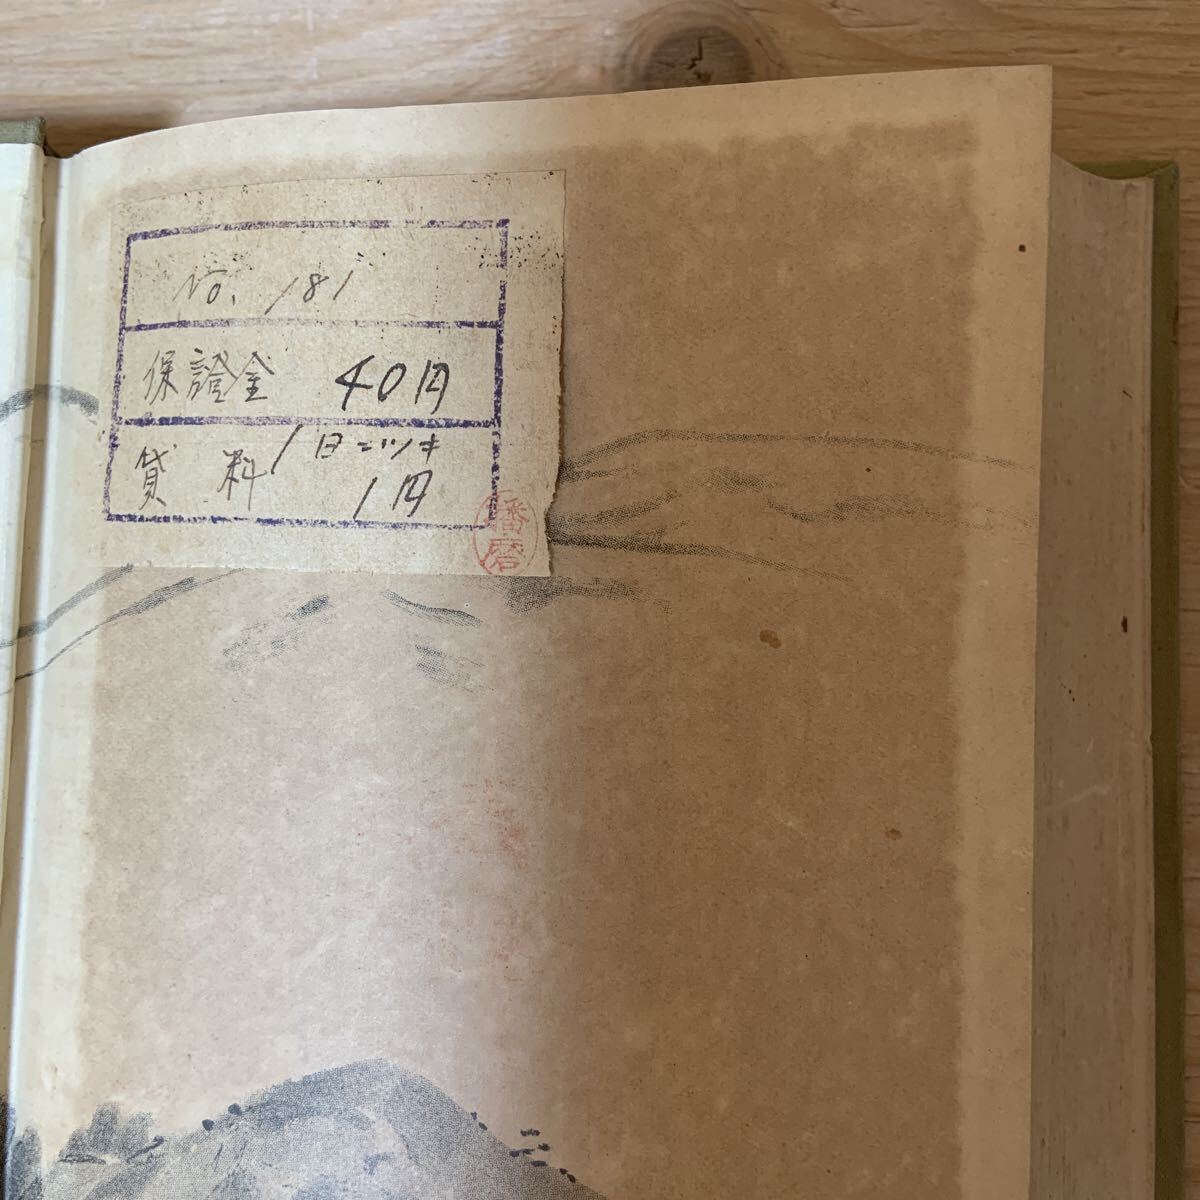 No. 181
保證金 40円
貸料 1日ニツキ
1円
播磨